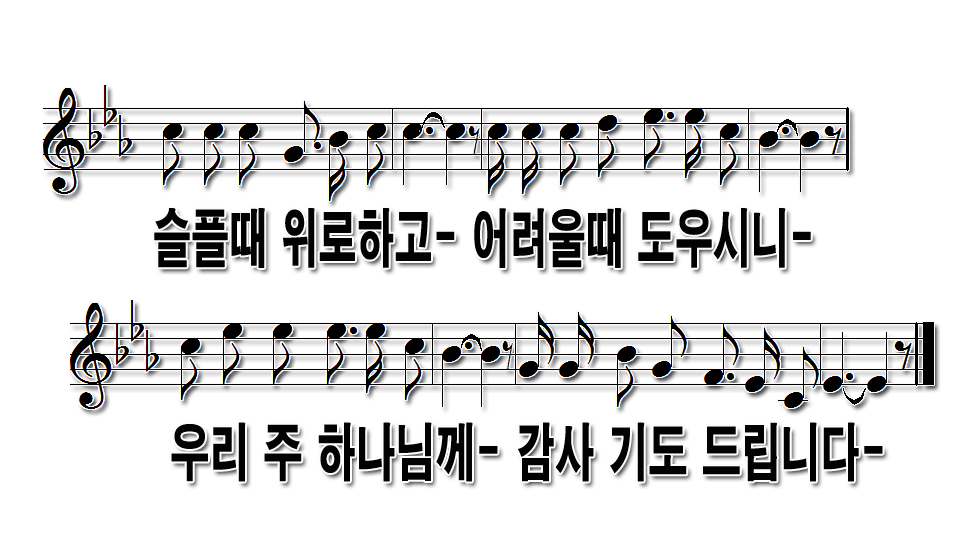 슬플때 위로하고- 어려울때 도우시니-
우리 주 하나님께- 감사 기도 드립니다-